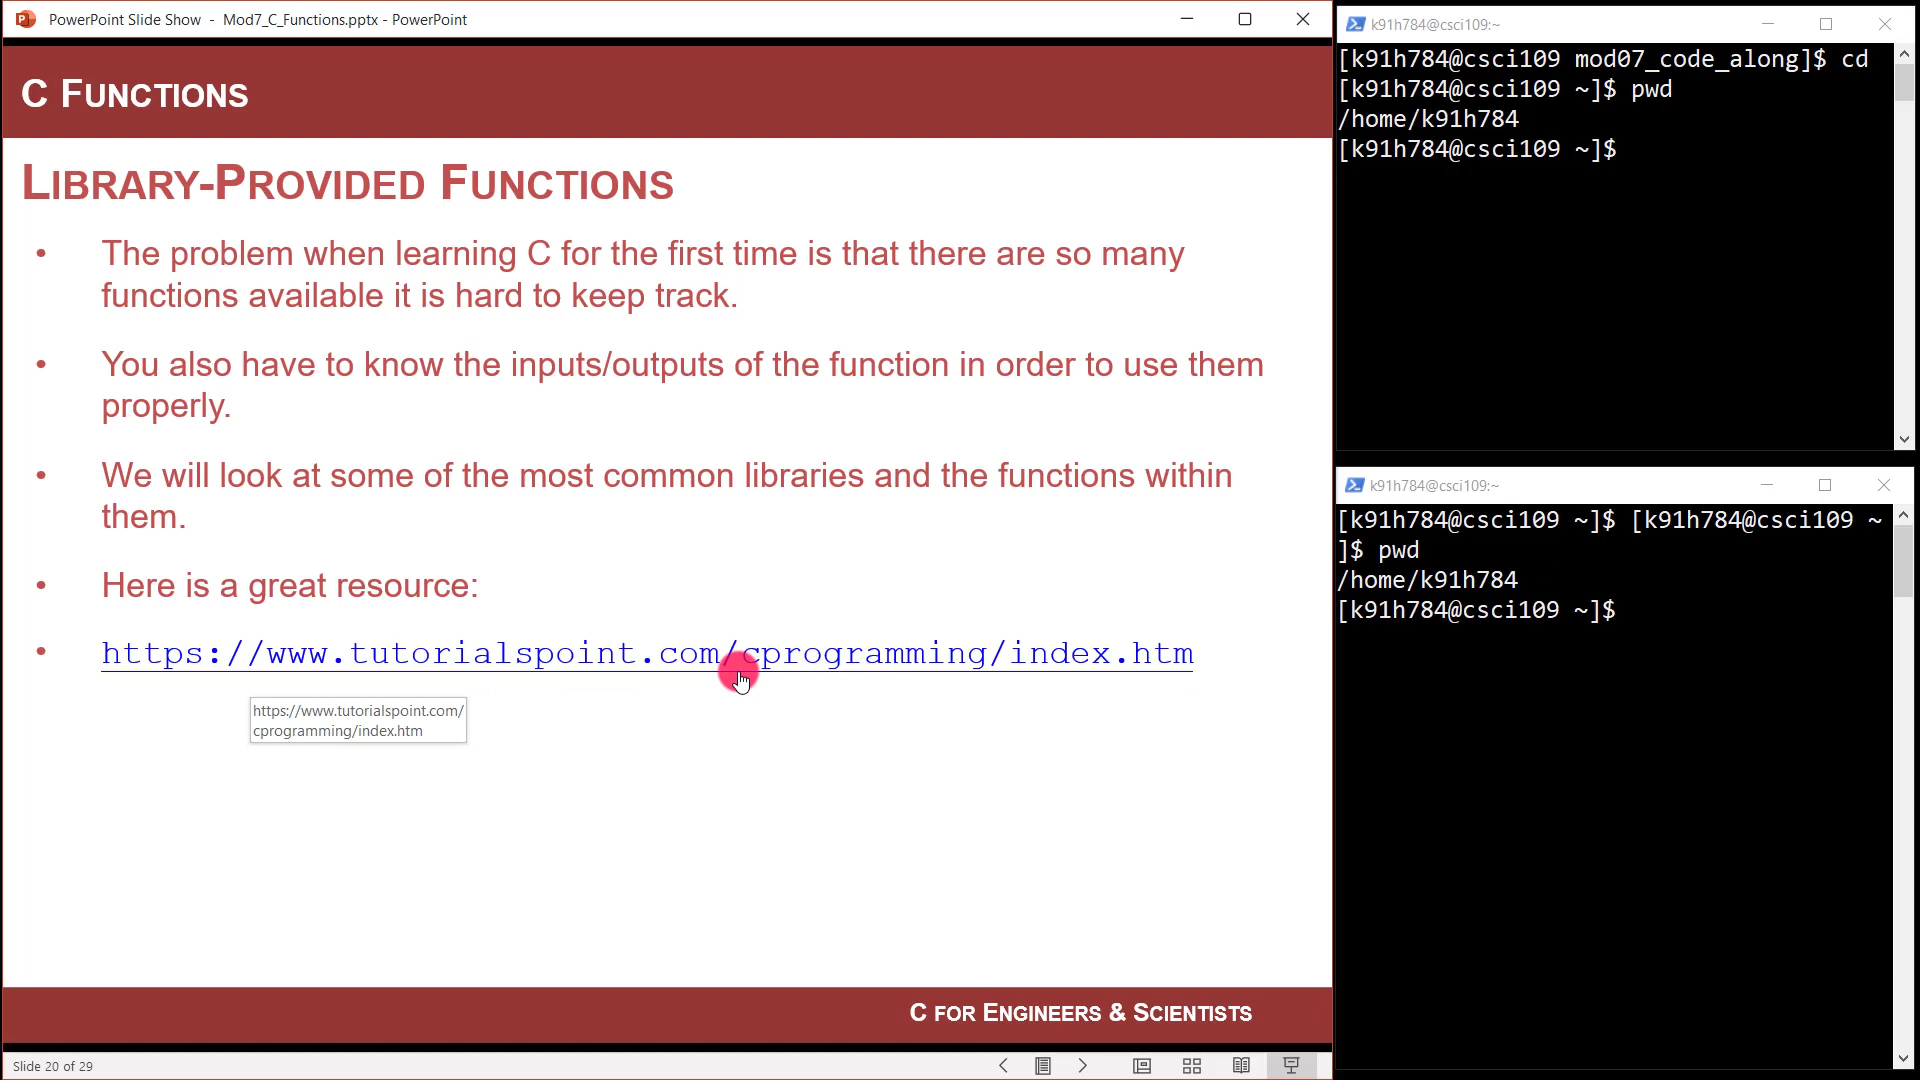 PowerPoint Slide Show - Mod7_C_Functions.pptx - PowerPoint
C FUNCTIONS
LIBRARY-PROVIDED FUNCTIONS
• The problem when learning C for the first time is that there are so many
functions available it is hard to keep track.
• You also have to know the inputs/outputs of the function in order to use them
properly.
• We will look at some of the most common libraries and the functions within
them.
• Here is a great resource:
• https://www.tutorialspoint.com/cprogramming/index.htm
https://www.tutorialspoint.com/
cprogramming/index.htm
C FOR ENGINEERS & SCIENTISTS
Slide 20 of 29
k91h784@csci109:~
[k91h784@csci109 mod07_code_along]$ cd
[k91h784@csci109 ~]$ pwd
/home/k91h784
[k91h784@csci109 ~]$
k91h784@csci109:~
[k91h784@csci109 ~]$ [k91h784@csci109 ~
]$ pwd
/home/k91h784
[k91h784@csci109 ~]$